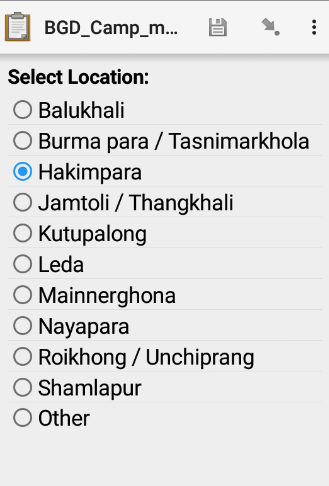 BGD_Camp_m...
Select Location:
Balukhali
Burma para / Tasnimarkhola
Hakimpara
Jamtoli / Thangkhali
Kutupalong
Leda
Mainnerghona
Nayapara
Roikhong / Unchiprang
Shamlapur
Other